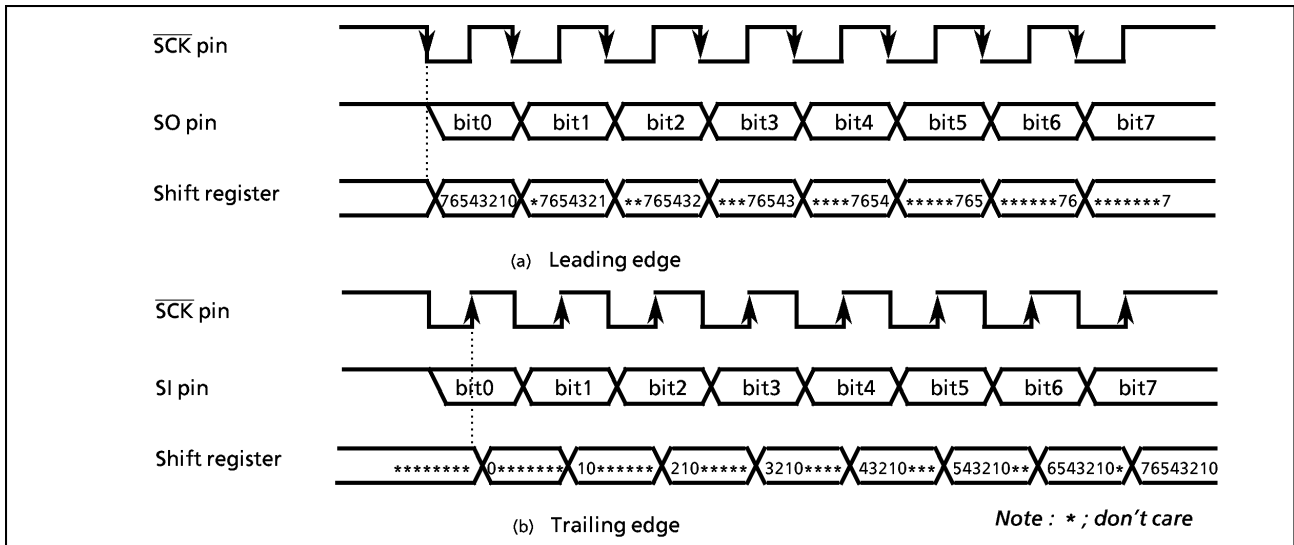 SCK pin
SO pin bit0 bit1 bit2 bit3 bit4 bit5 bit6 bit7
Shift register 76543210 *7654321 **765432 ***76543 ****7654 *****765 ******76 *******7
(a) Leading edge
SCK pin
SI pin bit0 bit1 bit2 bit3 bit4 bit5 bit6 bit7
Shift register ******** 0******* 10****** 210***** 3210**** 43210*** 543210** 6543210* 76543210
(b) Trailing edge
Note : * ; don't care